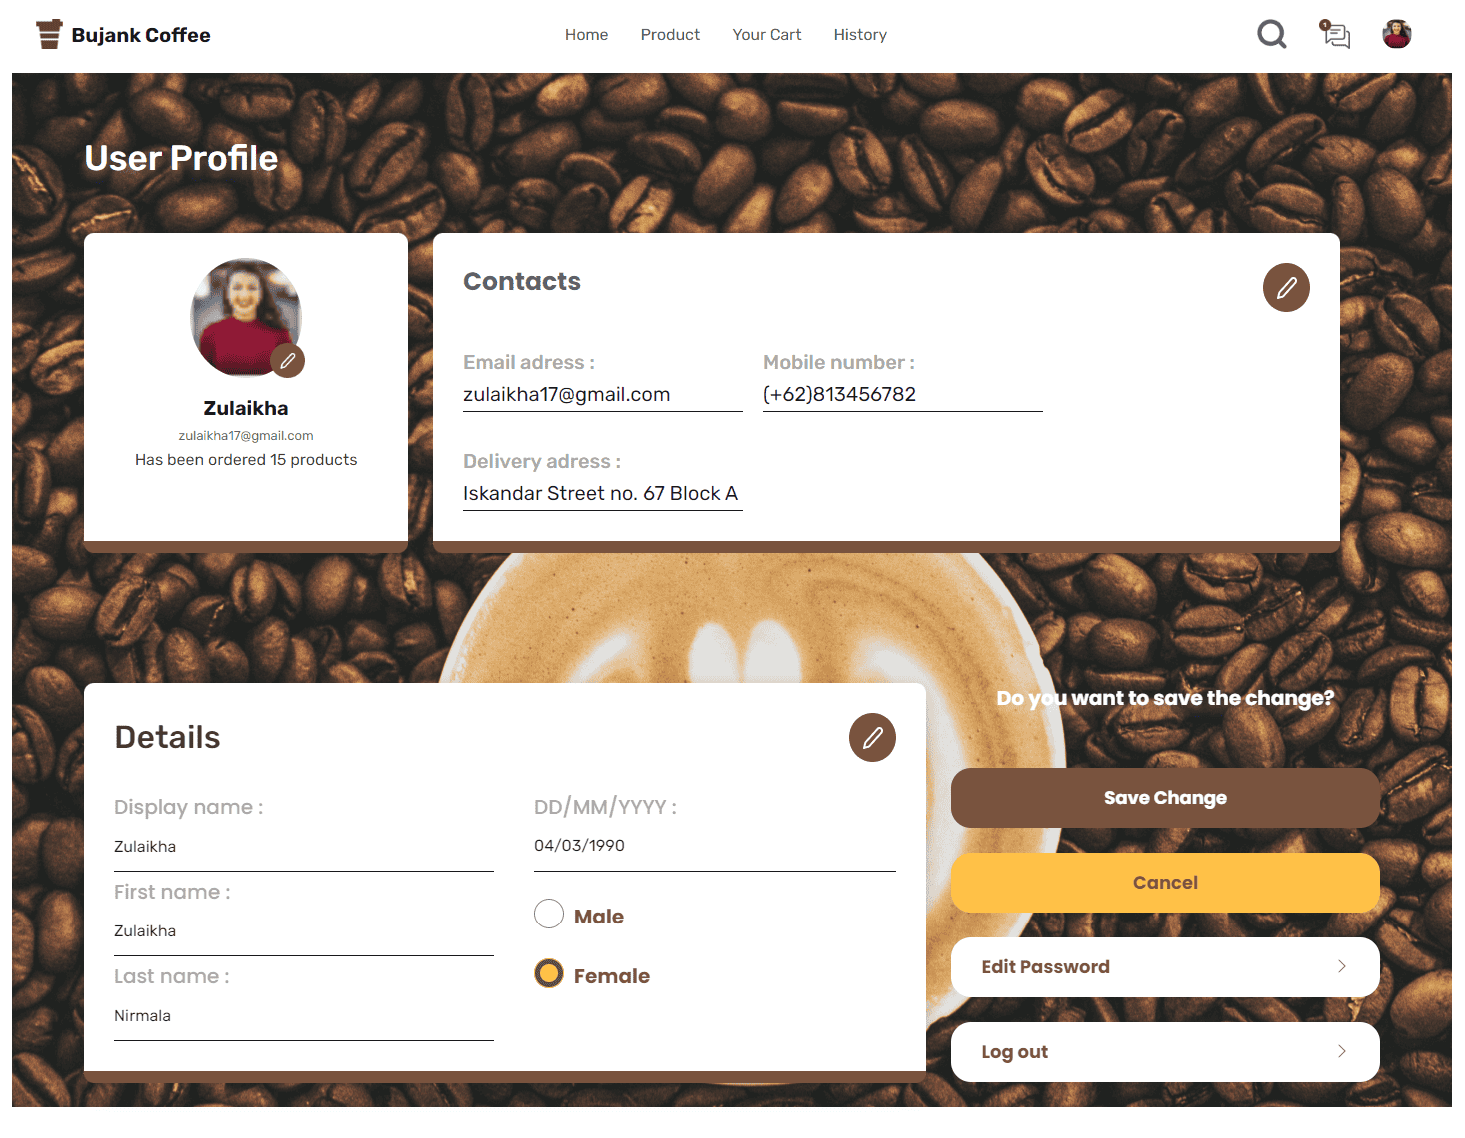 Bujank Coffee
Home Product Your Cart History
1
User Profile
Zulaikha
zulaikha17@gmail.com
Has been ordered 15 products
Contacts
Email adress : Mobile number :
zulaikha17@gmail.com (+62)813456782
Delivery adress :
Iskandar Street no. 67 Block A
Details
Display name : DD/MM/YYYY :
Zulaikha 04/03/1990
First name :
Male
Zulaikha
Last name : Female
Nirmala
Do you want to save the change?
Save Change
Cancel
Edit Password
Log out